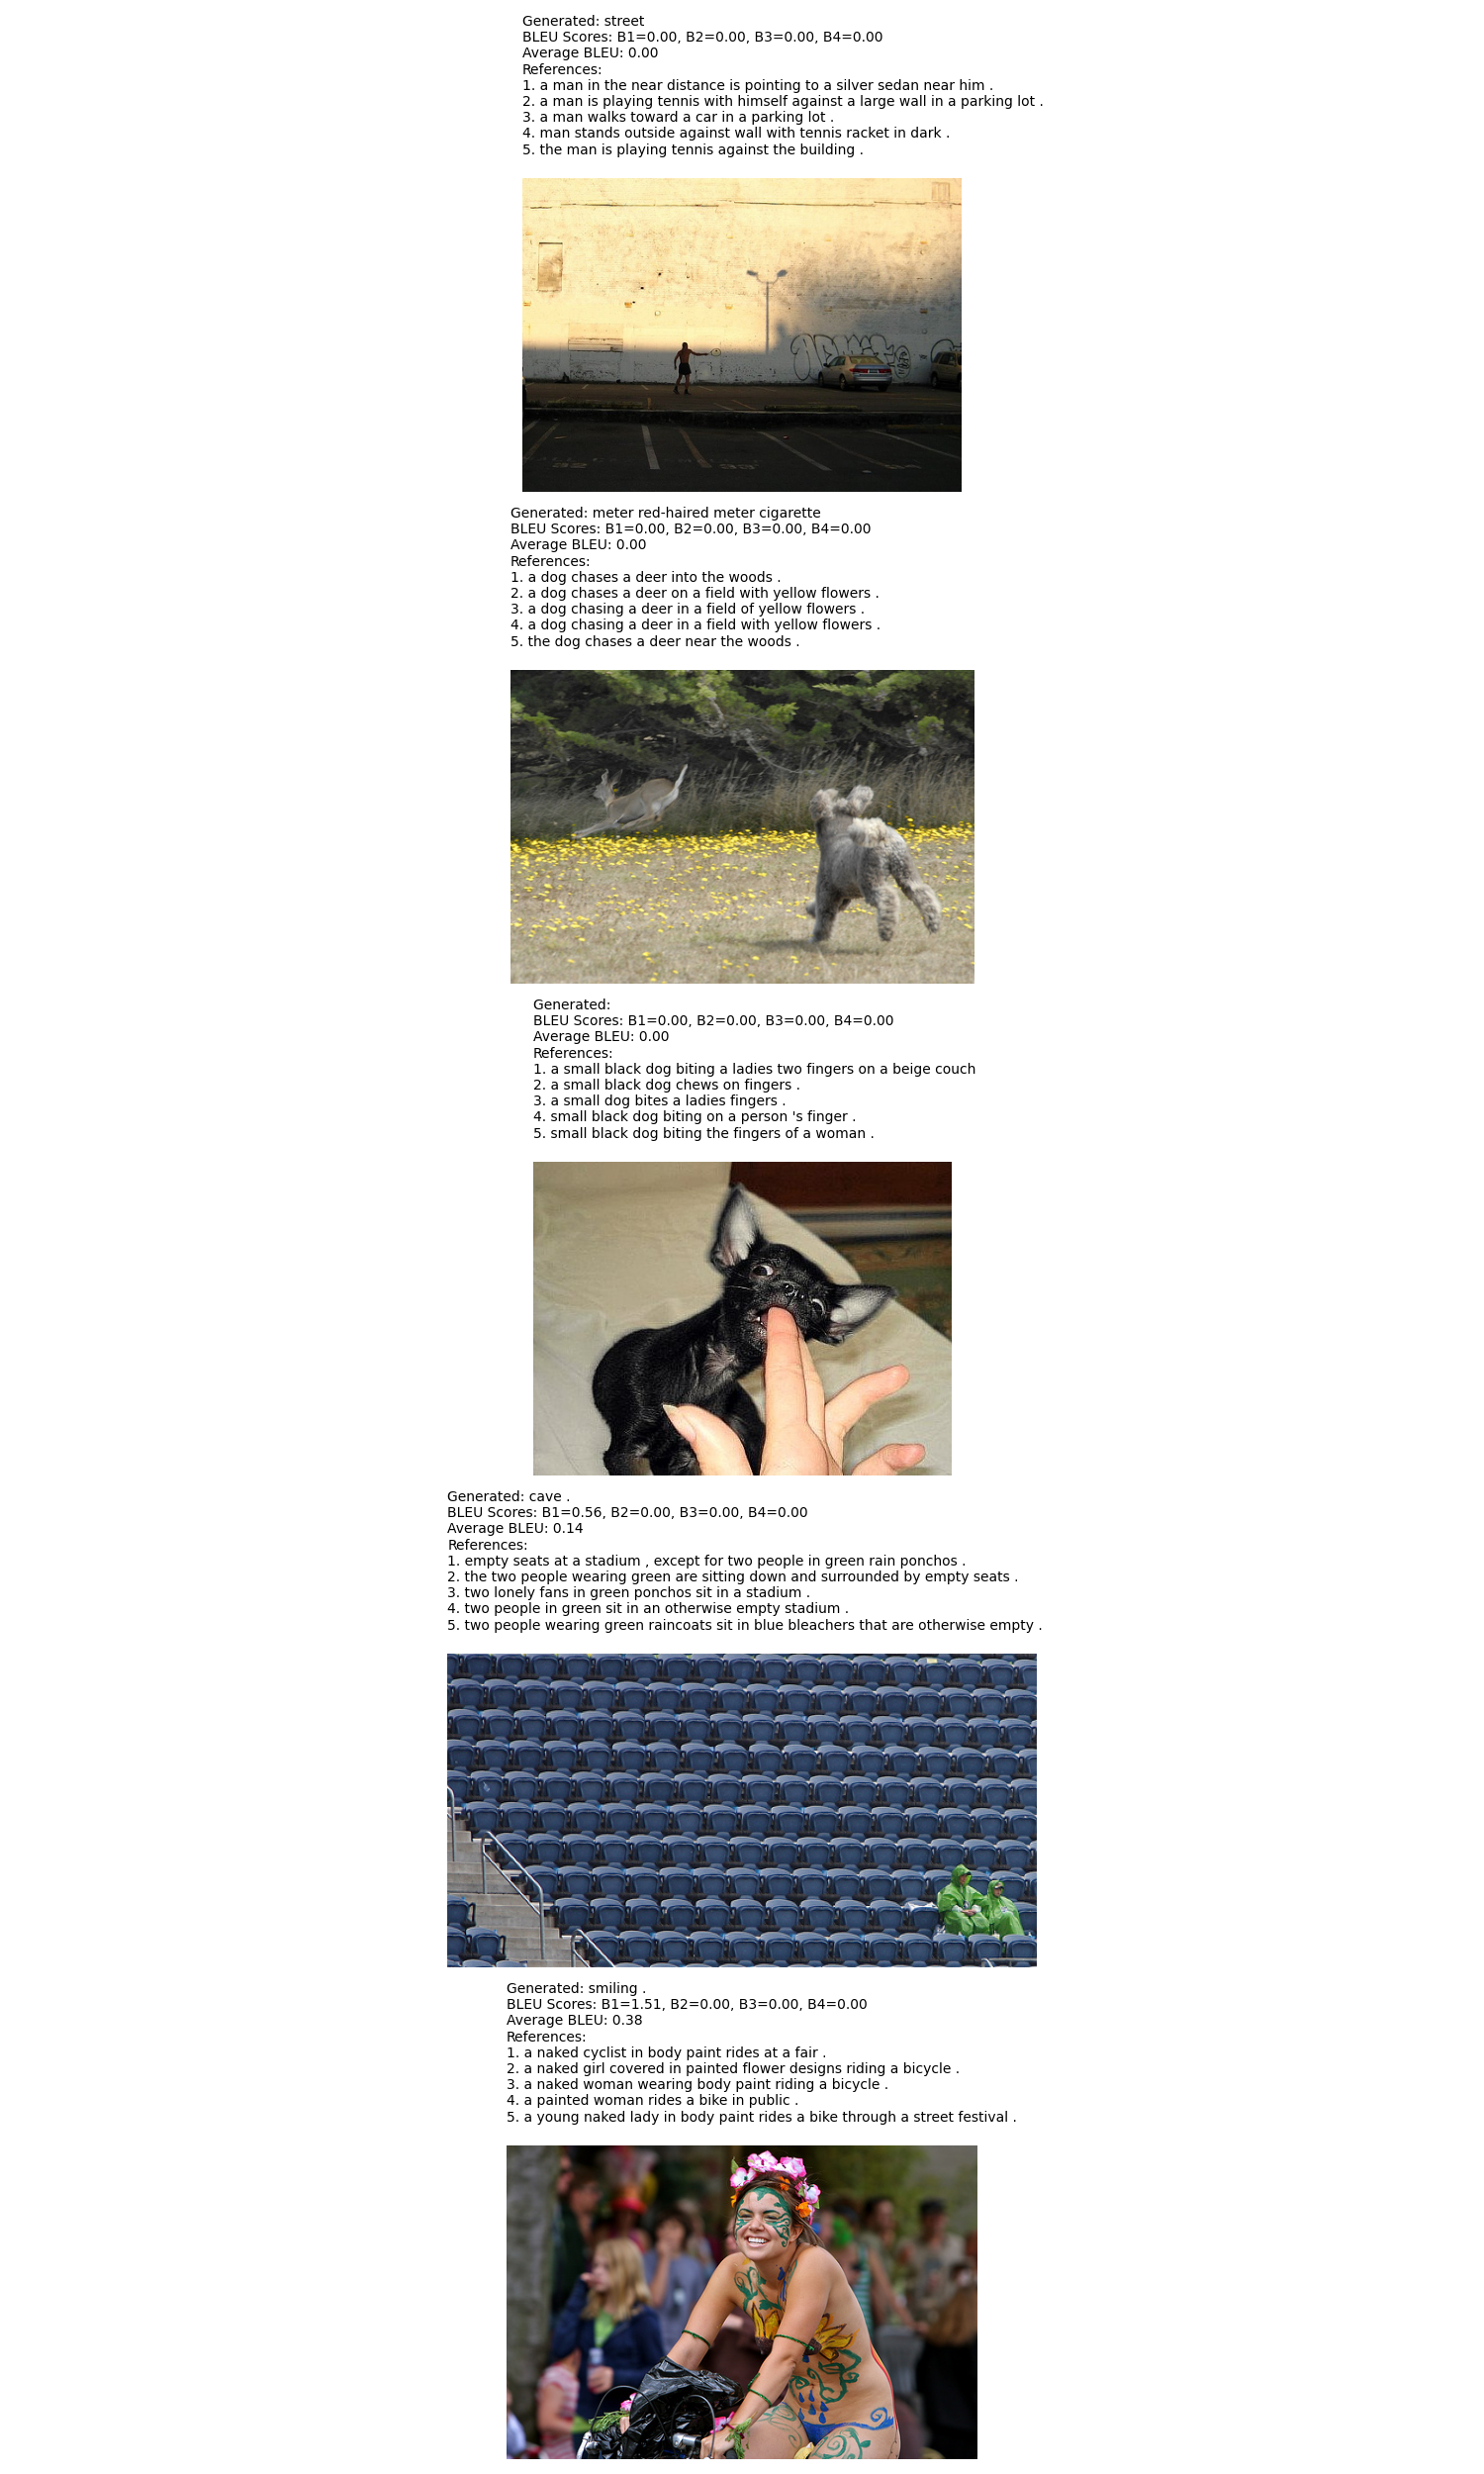 Generated: street
BLEU Scores: B1=0.00, B2=0.00, B3=0.00, B4=0.00
Average BLEU: 0.00
References:
1. a man in the near distance is pointing to a silver sedan near him .
2. a man is playing tennis with himself against a large wall in a parking lot .
3. a man walks toward a car in a parking lot .
4. man stands outside against wall with tennis racket in dark .
5. the man is playing tennis against the building .
Generated: meter red-haired meter cigarette
BLEU Scores: B1=0.00, B2=0.00, B3=0.00, B4=0.00
Average BLEU: 0.00
References:
1. a dog chases a deer into the woods .
2. a dog chases a deer on a field with yellow flowers .
3. a dog chasing a deer in a field of yellow flowers .
4. a dog chasing a deer in a field with yellow flowers .
5. the dog chases a deer near the woods .
Generated:
BLEU Scores: B1=0.00, B2=0.00, B3=0.00, B4=0.00
Average BLEU: 0.00
References:
1. a small black dog biting a ladies two fingers on a beige couch
2. a small black dog chews on fingers .
3. a small dog bites a ladies fingers .
4. small black dog biting on a person 's finger .
5. small black dog biting the fingers of a woman .
Generated: cave .
BLEU Scores: B1=0.56, B2=0.00, B3=0.00, B4=0.00
Average BLEU: 0.14
References:
1. empty seats at a stadium , except for two people in green rain ponchos .
2. the two people wearing green are sitting down and surrounded by empty seats .
3. two lonely fans in green ponchos sit in a stadium .
4. two people in green sit in an otherwise empty stadium .
5. two people wearing green raincoats sit in blue bleachers that are otherwise empty .
Generated: smiling .
BLEU Scores: B1=1.51, B2=0.00, B3=0.00, B4=0.00
Average BLEU: 0.38
References:
1. a naked cyclist in body paint rides at a fair .
2. a naked girl covered in painted flower designs riding a bicycle .
3. a naked woman wearing body paint riding a bicycle .
4. a painted woman rides a bike in public .
5. a young naked lady in body paint rides a bike through a street festival .